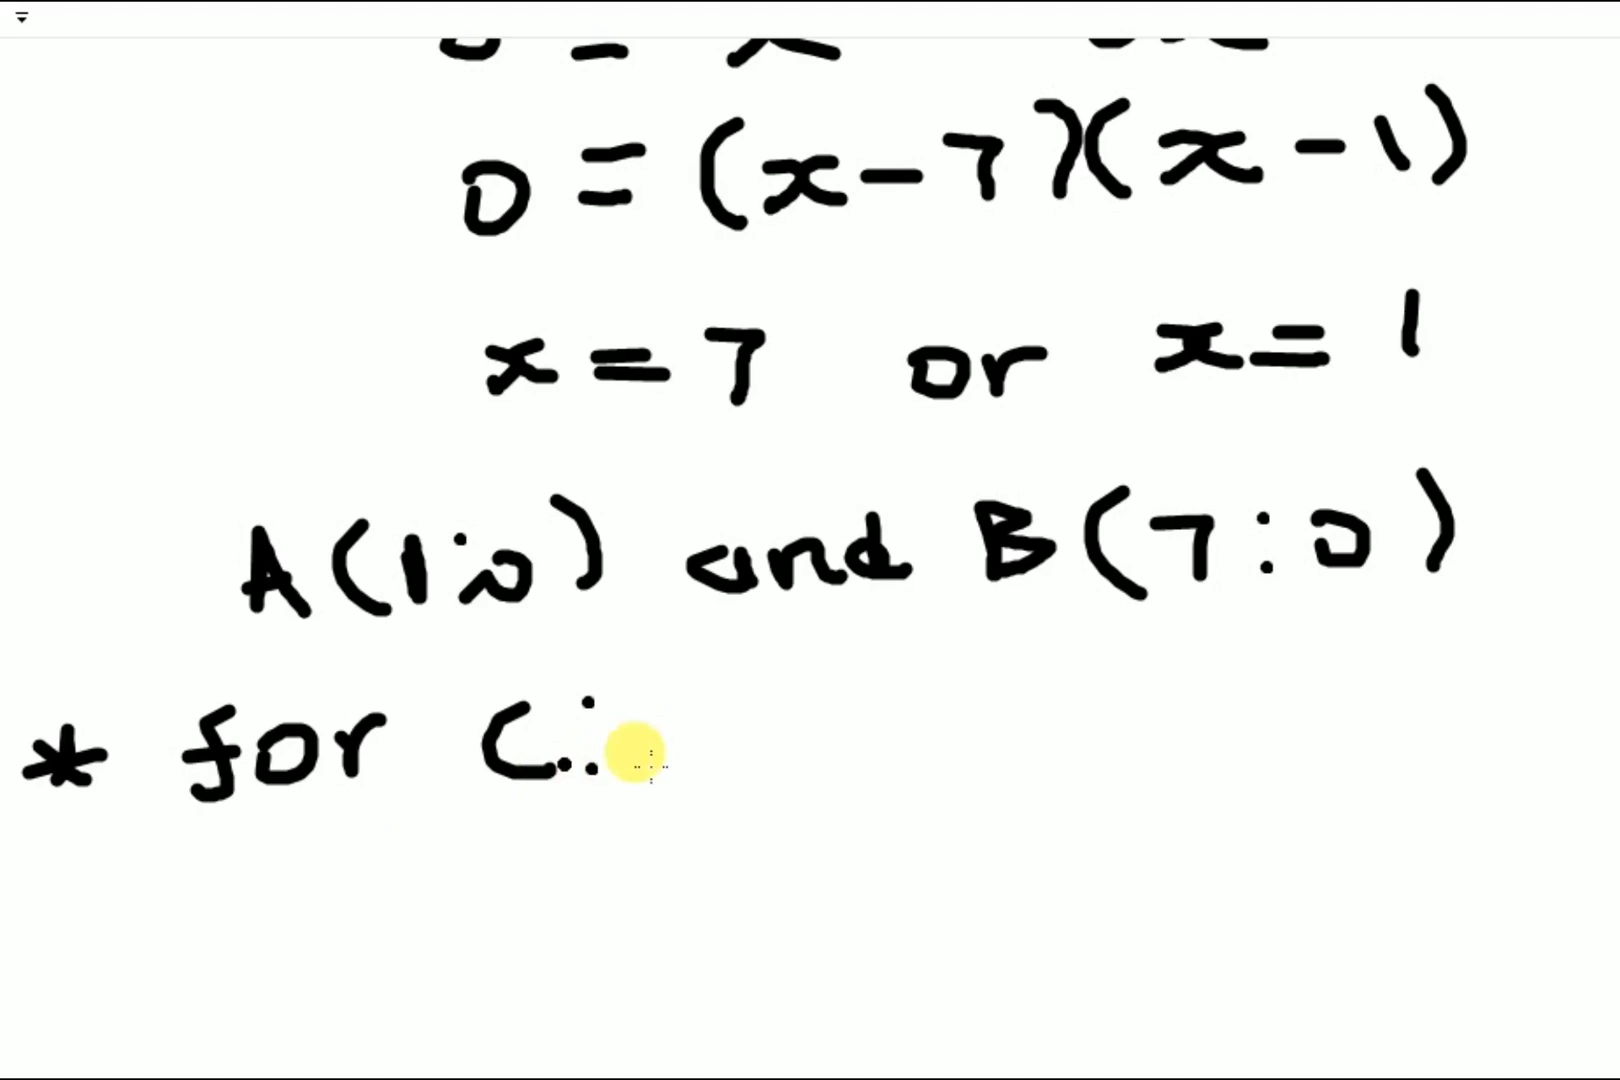 0 = (x-7)(x-1)
x = 7 or x = 1
A(1;0) and B(7:0)
* for C: